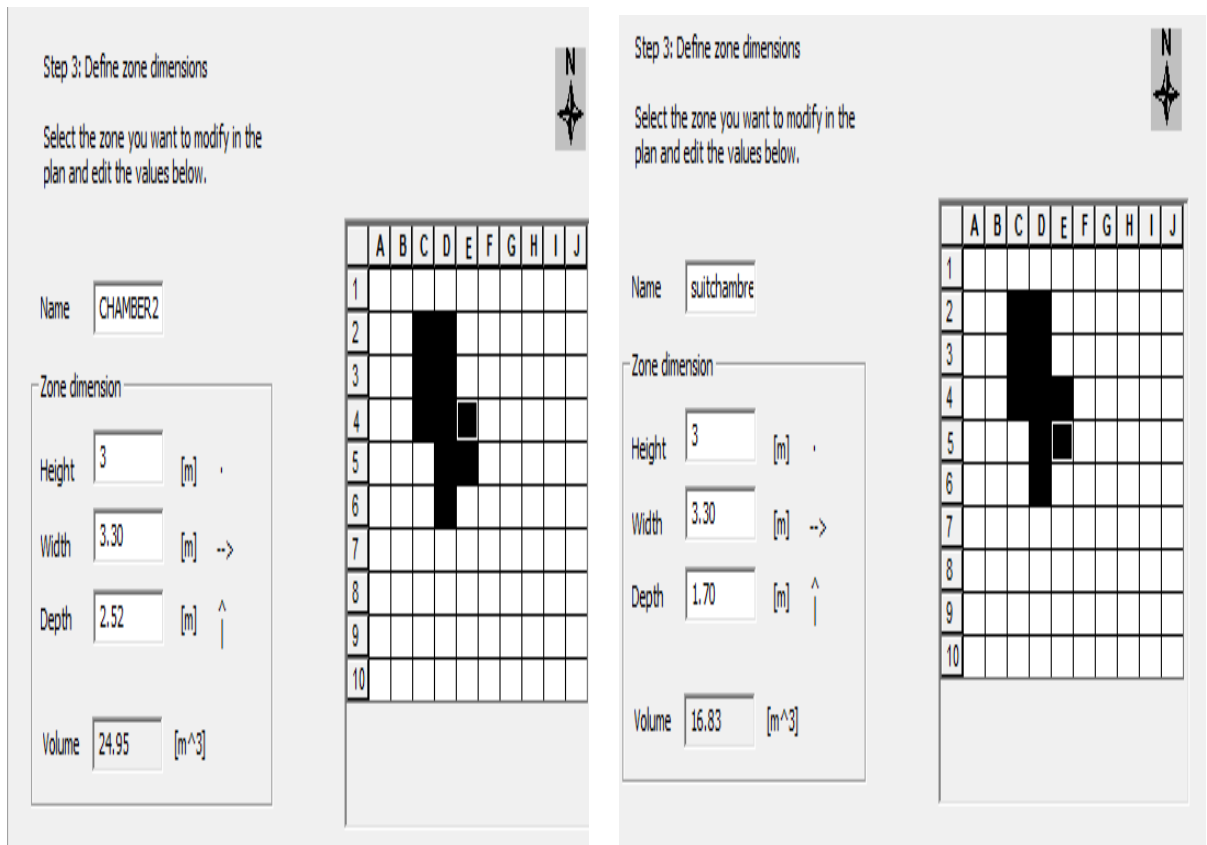 Step 3: Define zone dimensions
N
Select the zone you want to modify in the
plan and edit the values below.
A B C D E F G H I J
1
Name CHAMBER2
2
3
Zone dimension
4
Height 3 [m] .
5
6
Width 3.30 [m] -->
7
8
Depth 2.52 [m] ^ |
9
10
Volume 24.95 [m^3]
Step 3: Define zone dimensions
N
Select the zone you want to modify in the
plan and edit the values below.
A B C D E F G H I J
1
Name suitchambre
2
3
Zone dimension
4
Height 3 [m] .
5
6
Width 3.30 [m] -->
7
8
Depth 1.70 [m] ^ |
9
10
Volume 16.83 [m^3]